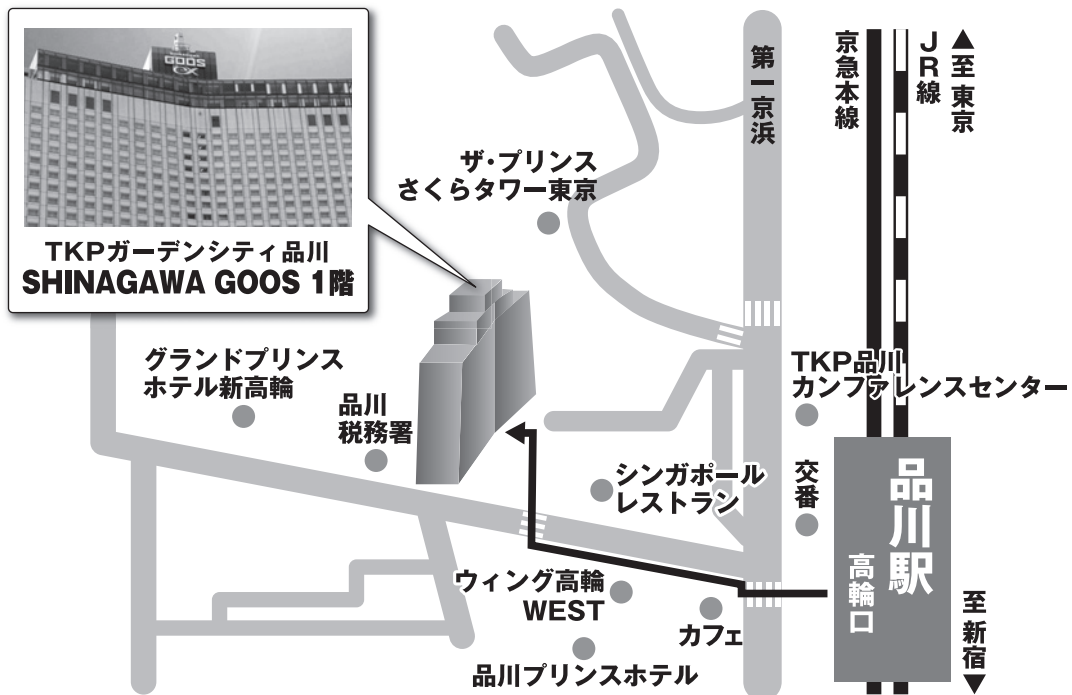 GOOS
TKPガーデンシティ品川
SHINAGAWA GOOS 1階
第一京浜
京急本線
JR線
▲至 東京
ザ・プリンス
さくらタワー東京
グランドプリンス
ホテル新高輪
品川
税務署
TKP品川
カンファレンスセンター
シンガポール
レストラン
交番
品川駅
高輪口
ウィング高輪
WEST
カフェ
品川プリンスホテル
至 新宿▼